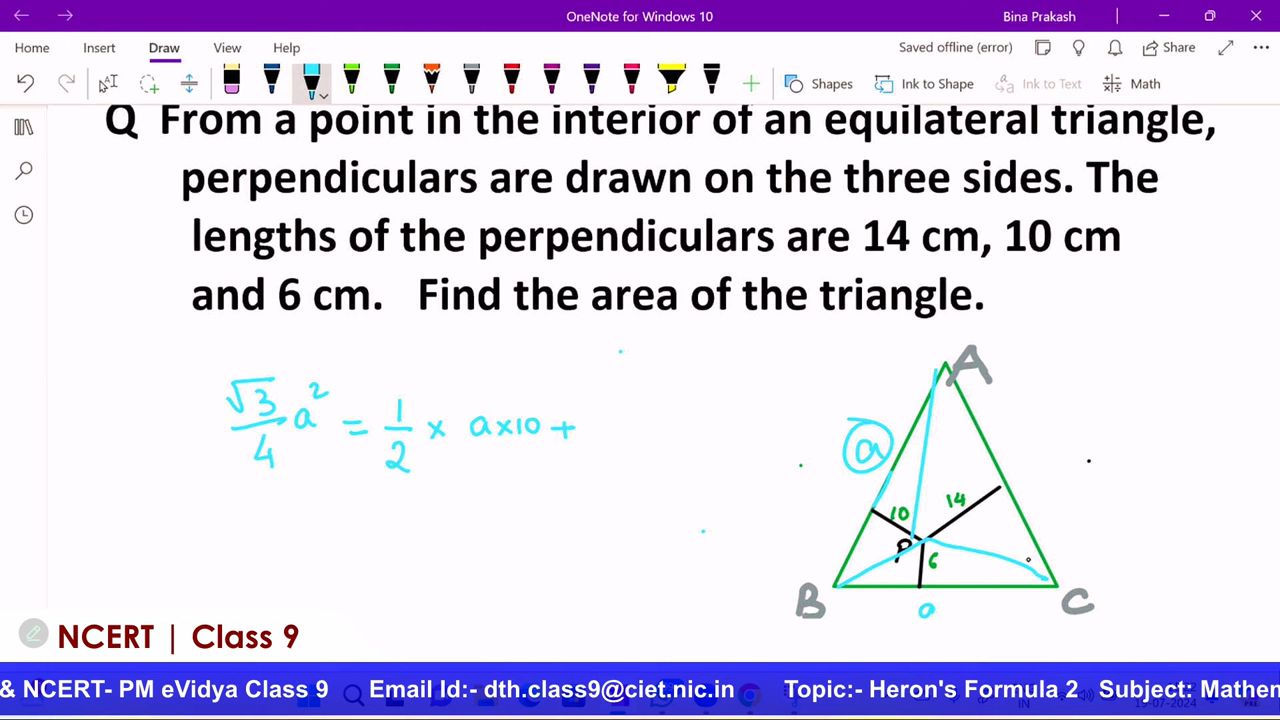 OneNote for Windows 10
Bina Prakash
Home Insert Draw View Help
Saved offline (error)
Share
Shapes
Ink to Shape
Ink to Text
Math
Q From a point in the interior of an equilateral triangle,
perpendiculars are drawn on the three sides. The
lengths of the perpendiculars are 14 cm, 10 cm
and 6 cm. Find the area of the triangle.
√3/4 a² = 1/2 × a×10 +
A
a
10
14
P
6
B
C
a
NCERT | Class 9
& NCERT- PM eVidya Class 9 Email Id:- dth.class9@ciet.nic.in Topic:- Heron's Formula 2 Subject: Mathem